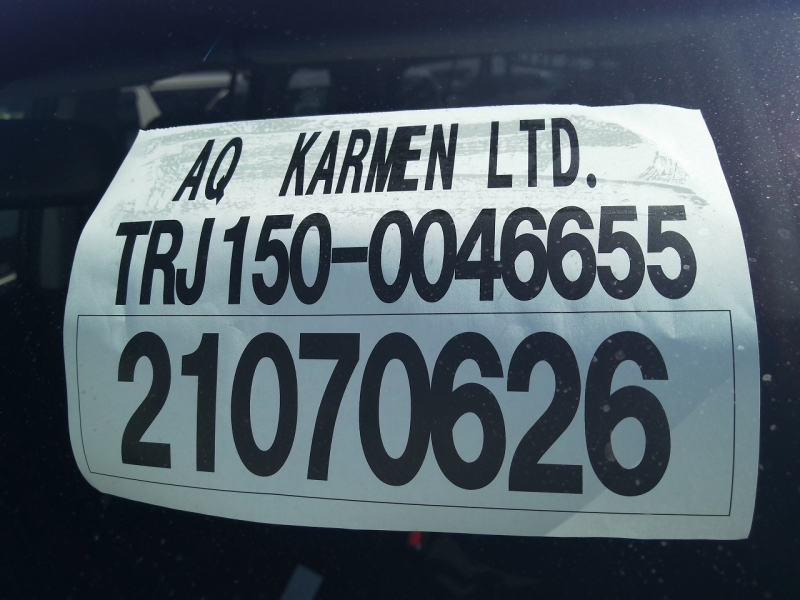 AQ KARMEN LTD.
TRJ150-0046655
21070626